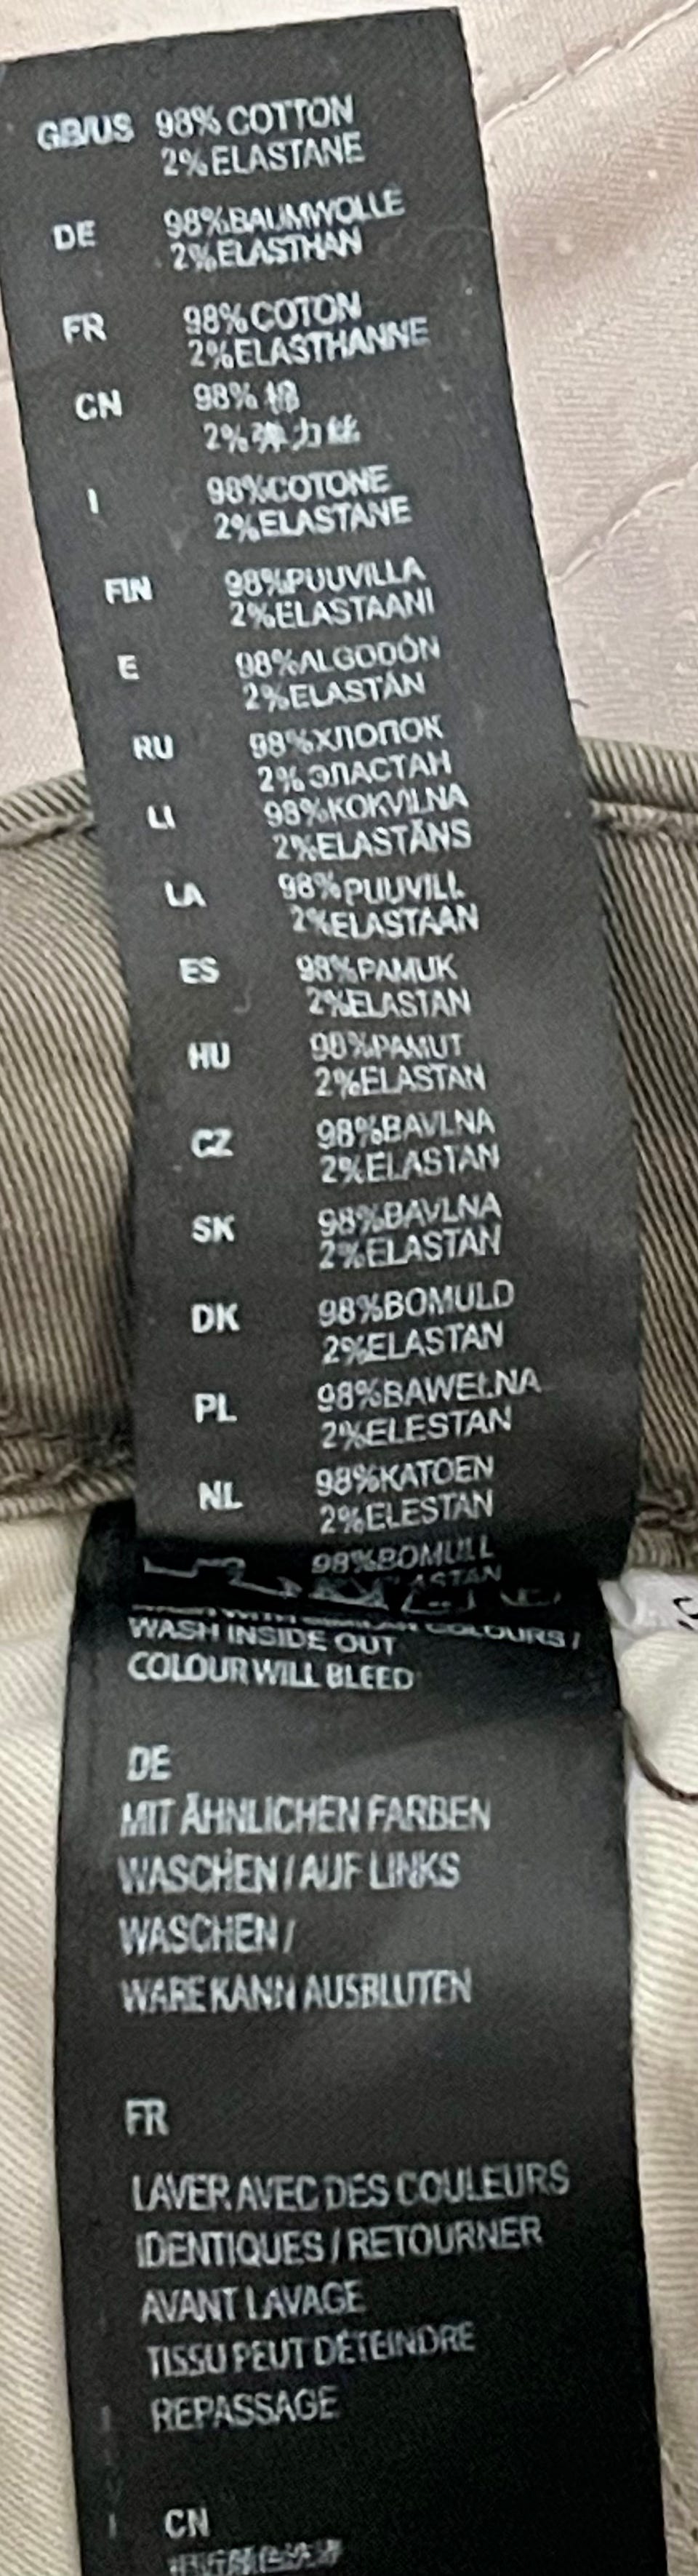 GB/US 98% COTTON
2% ELASTANE
DE 98%BAUMWOLLE
2%ELASTHAN
FR 98%COTON
2%ELASTHANNE
CN 98% 棉
2%弹力丝
I 98%COTONE
2%ELASTANE
FIN 98%PUUVILLA
2%ELASTAANI
E 98%ALGODÓN
2%ELASTÁN
RU 98%ХЛОПОК
2%ЭЛАСТАН
LI 98%KOKVILNA
2%ELASTĀNS
LA 98%PUUVILL
2%ELASTAAN
ES 98%PAMUK
2%ELASTAN
HU 98%PAMUT
2%ELASTAN
CZ 98%BAVLNA
2%ELASTAN
SK 98%BAVLNA
2%ELASTAN
DK 98%BOMULD
2%ELASTAN
PL 98%BAWEŁNA
2%ELESTAN
NL 98%KATOEN
2%ELESTAN
98%BOMULL
COLOURS /
WASH INSIDE OUT
COLOUR WILL BLEED
DE
MIT ÄHNLICHEN FARBEN
WASCHEN / AUF LINKS
WASCHEN /
WARE KANN AUSBLUTEN
FR
LAVER AVEC DES COULEURS
IDENTIQUES / RETOURNER
AVANT LAVAGE
TISSU PEUT DÉTEINDRE
REPASSAGE
CN